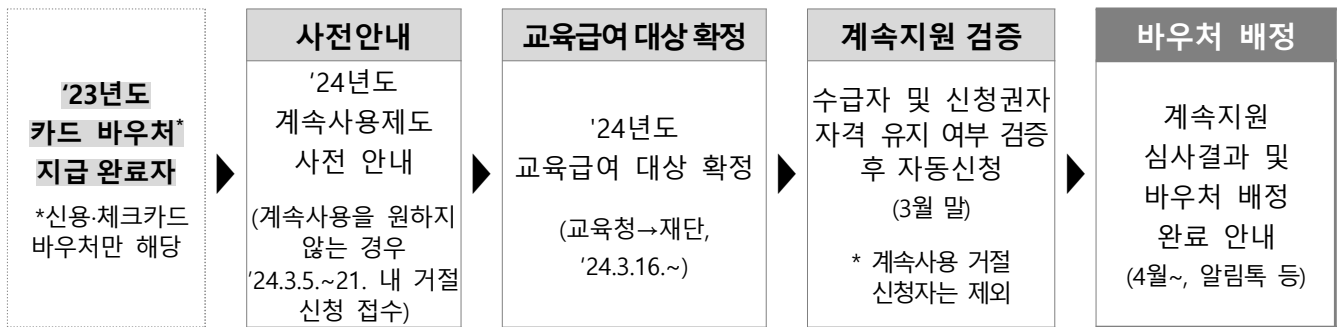 ‘23년도
카드 바우처*
지급 완료자
*신용·체크카드
바우처만 해당
사전안내
‘24년도
계속사용제도
사전 안내
(계속사용을 원하지
않는 경우
’24.3.5.~21. 내 거절
신청 접수)
교육급여 대상 확정
'24년도
교육급여 대상 확정
(교육청→재단,
‘24.3.16.~)
계속지원 검증
수급자 및 신청권자
자격 유지 여부 검증
후 자동신청
(3월 말)
* 계속사용 거절
신청자는 제외
바우처 배정
계속지원
심사결과 및
바우처 배정
완료 안내
(4월~, 알림톡 등)